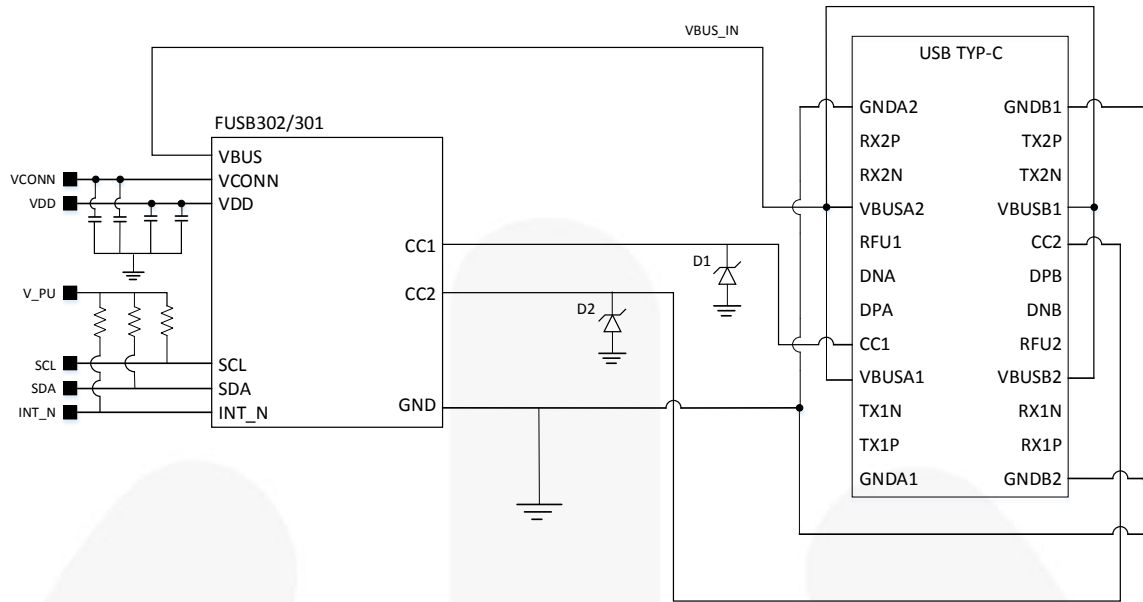 VBUS_IN
USB TYP-C
FUSB302/301
VBUS
VCONN
VDD
SCL
SDA
INT_N
CC1
CC2
GND
VCONN
VDD
V_PU
SCL
SDA
INT_N
D1
D2
GNDA2
RX2P
RX2N
VBUSA2
RFU1
DNA
DPA
CC1
VBUSA1
TX1N
TX1P
GNDA1
GNDB1
TX2P
TX2N
VBUSB1
CC2
DPB
DNB
RFU2
VBUSB2
RX1N
RX1P
GNDB2